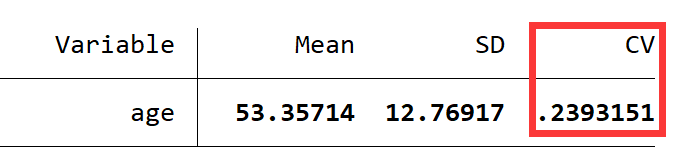 Variable Mean SD CV
age 53.35714 12.76917 .2393151